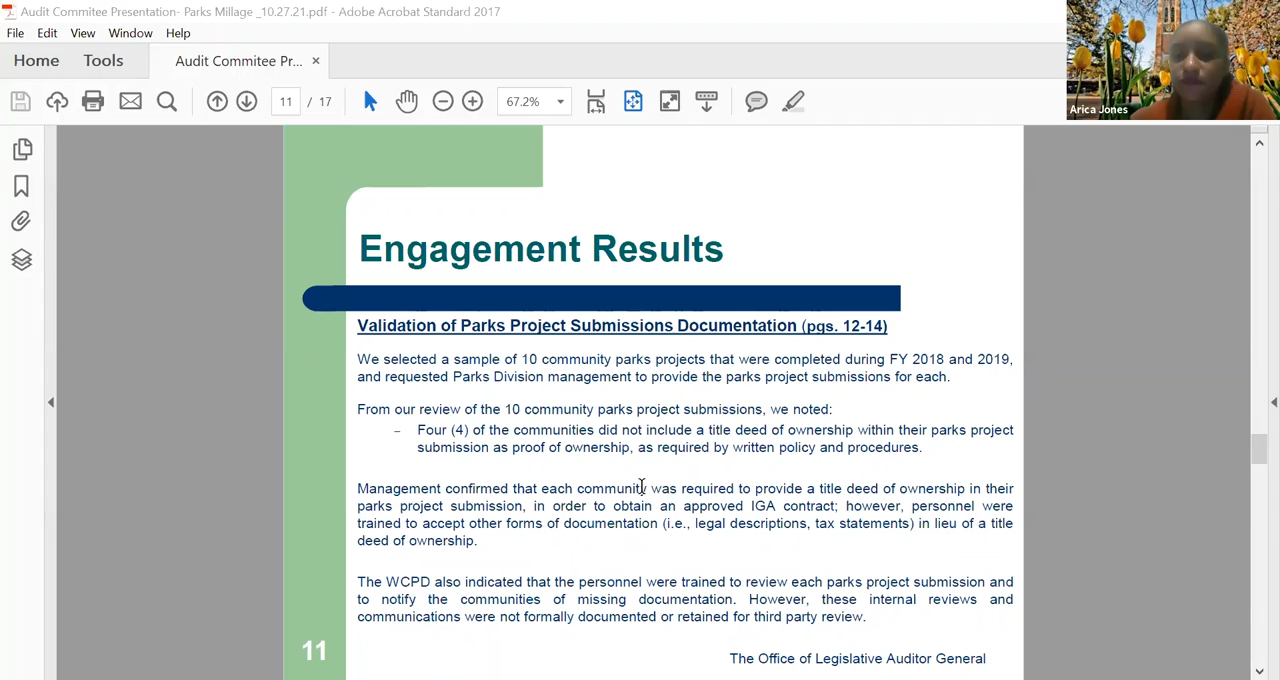 Audit Commitee Presentation- Parks Millage _10.27.21.pdf - Adobe Acrobat Standard 2017
File Edit View Window Help
Home Tools Audit Commitee Pr... ×
11 / 17 67.2%
Arica Jones
Engagement Results
Validation of Parks Project Submissions Documentation (pgs. 12-14)
We selected a sample of 10 community parks projects that were completed during FY 2018 and 2019,
and requested Parks Division management to provide the parks project submissions for each.
From our review of the 10 community parks project submissions, we noted:
– Four (4) of the communities did not include a title deed of ownership within their parks project
submission as proof of ownership, as required by written policy and procedures.
Management confirmed that each community was required to provide a title deed of ownership in their
parks project submission, in order to obtain an approved IGA contract; however, personnel were
trained to accept other forms of documentation (i.e., legal descriptions, tax statements) in lieu of a title
deed of ownership.
The WCPD also indicated that the personnel were trained to review each parks project submission and
to notify the communities of missing documentation. However, these internal reviews and
communications were not formally documented or retained for third party review.
11
The Office of Legislative Auditor General